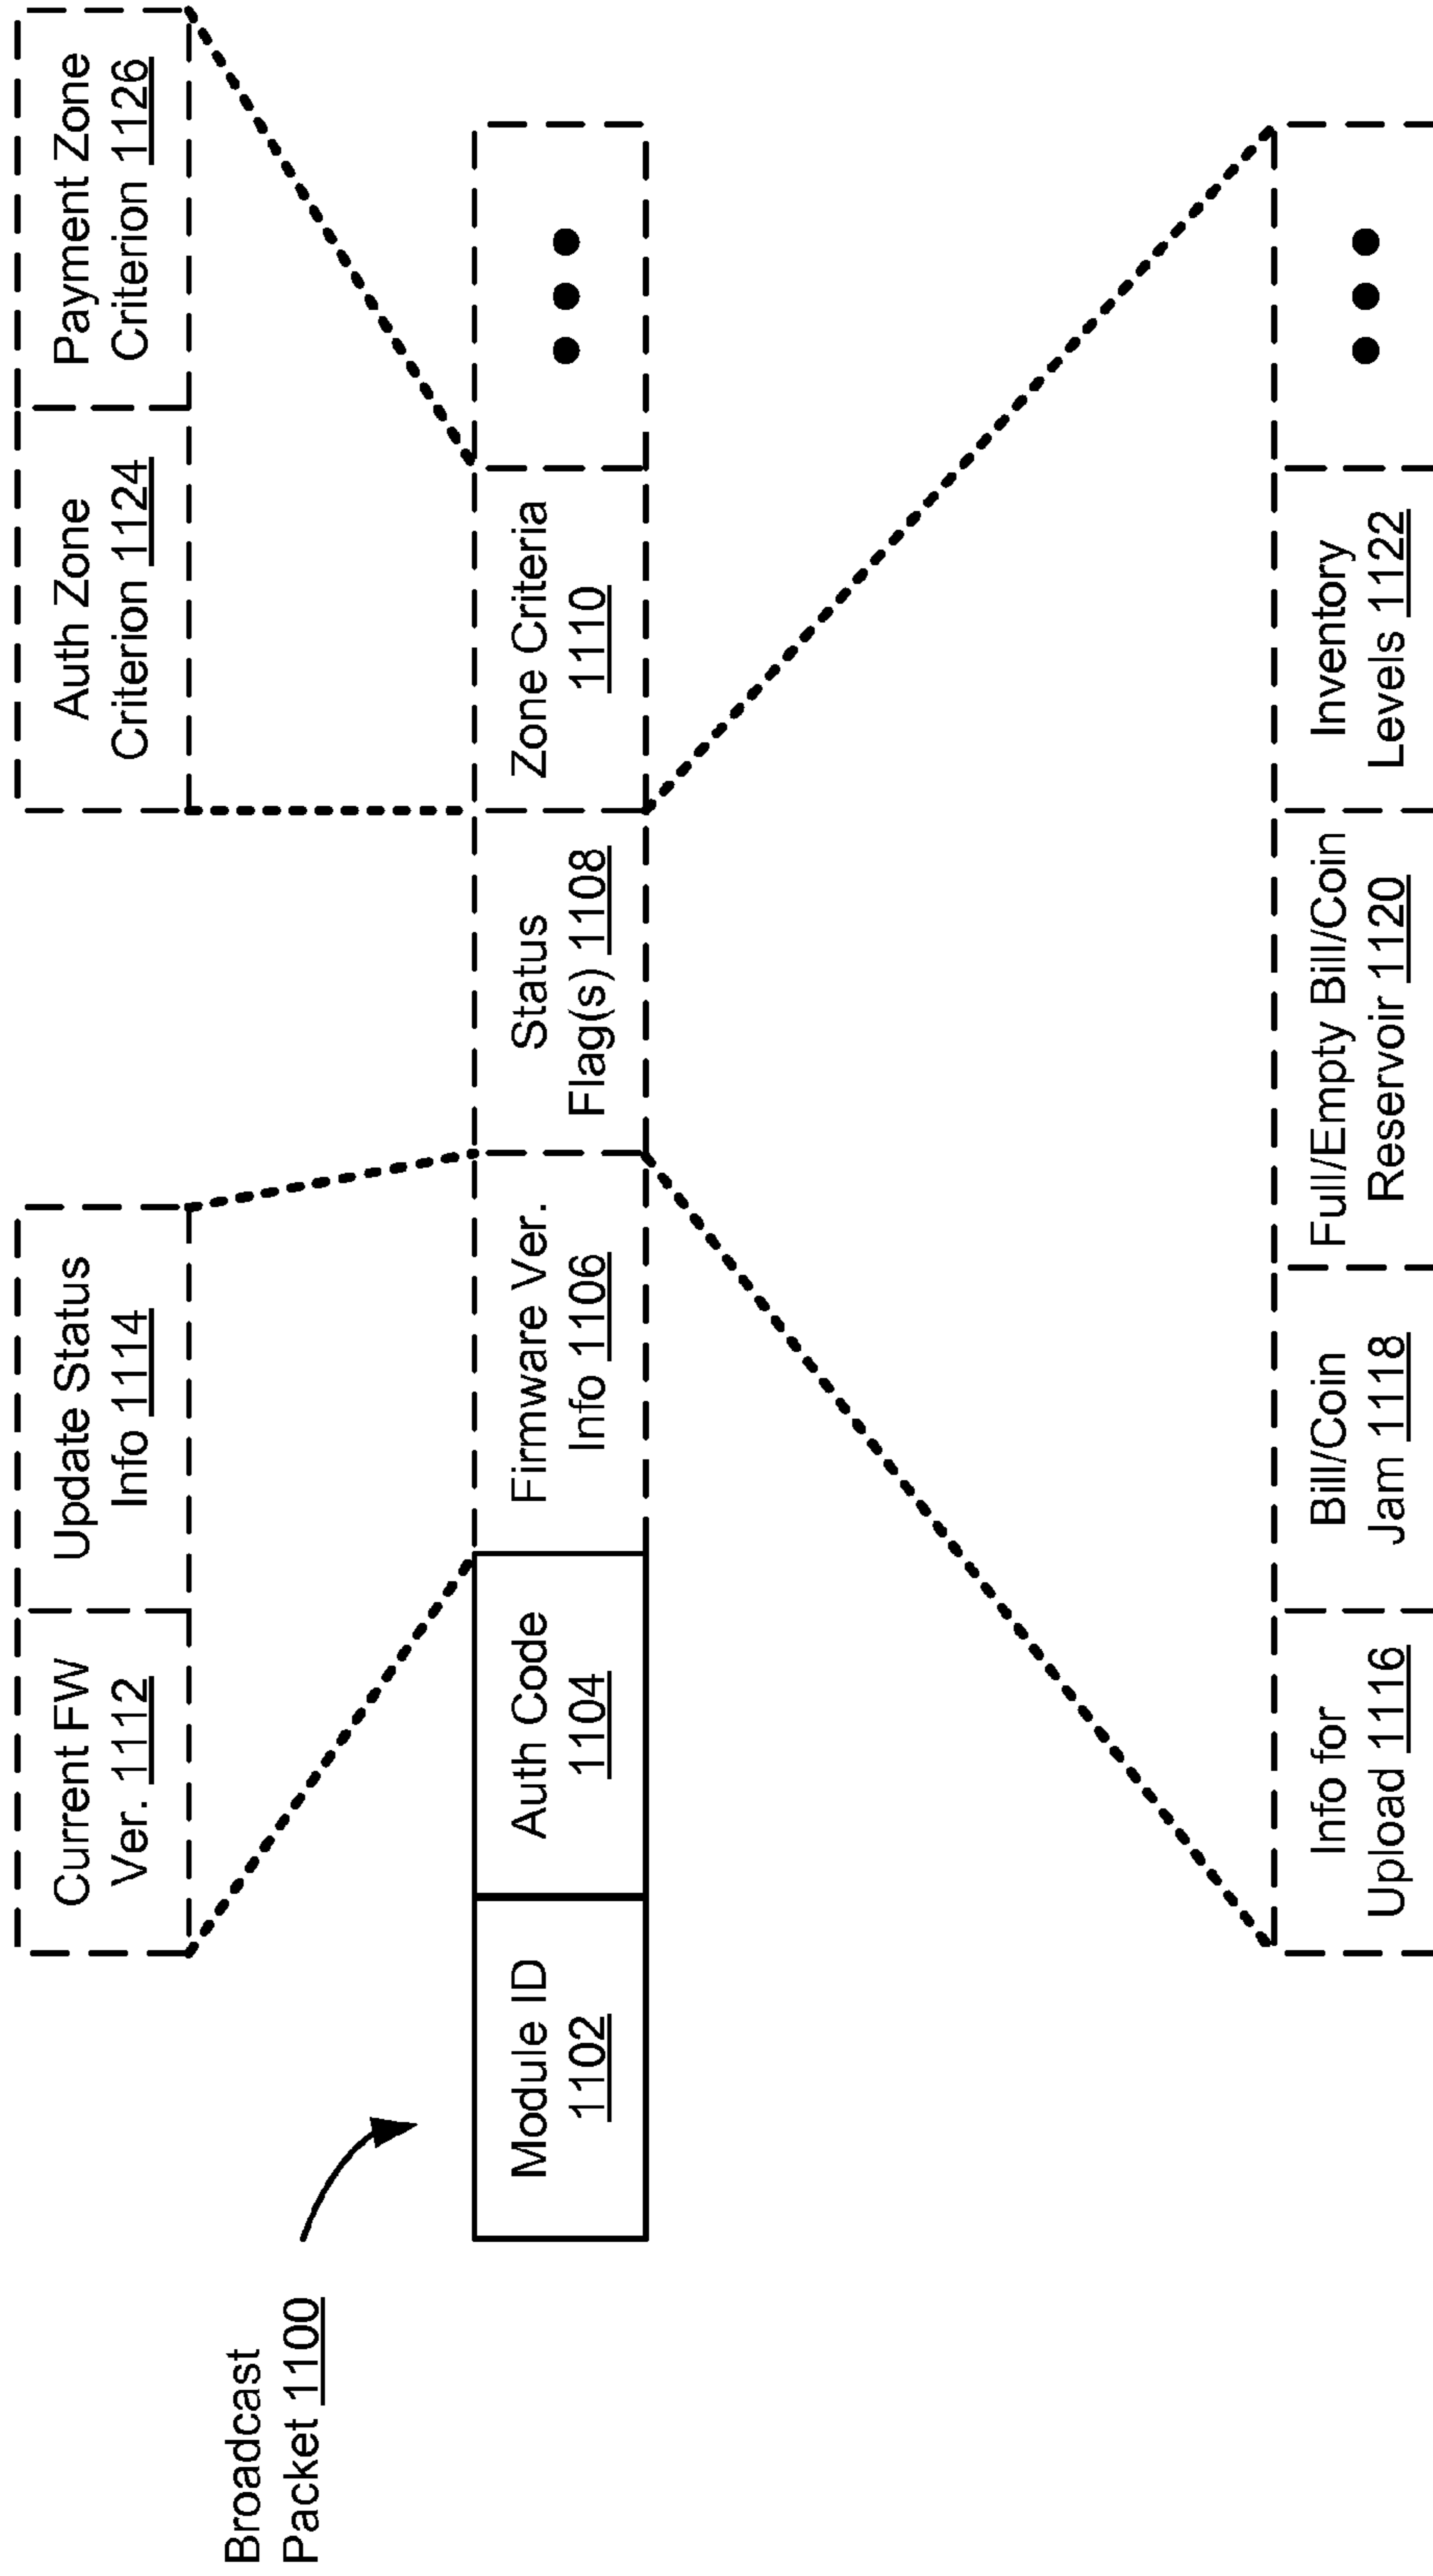 Current FW
Ver. 1112
Update Status
Info 1114
Auth Zone
Criterion 1124
Payment Zone
Criterion 1126
Broadcast
Packet 1100
Module ID
1102
Auth Code
1104
Firmware Ver.
Info 1106
Status
Flag(s) 1108
Zone Criteria
1110
Info for
Upload 1116
Bill/Coin
Jam 1118
Full/Empty Bill/Coin
Reservoir 1120
Inventory
Levels 1122